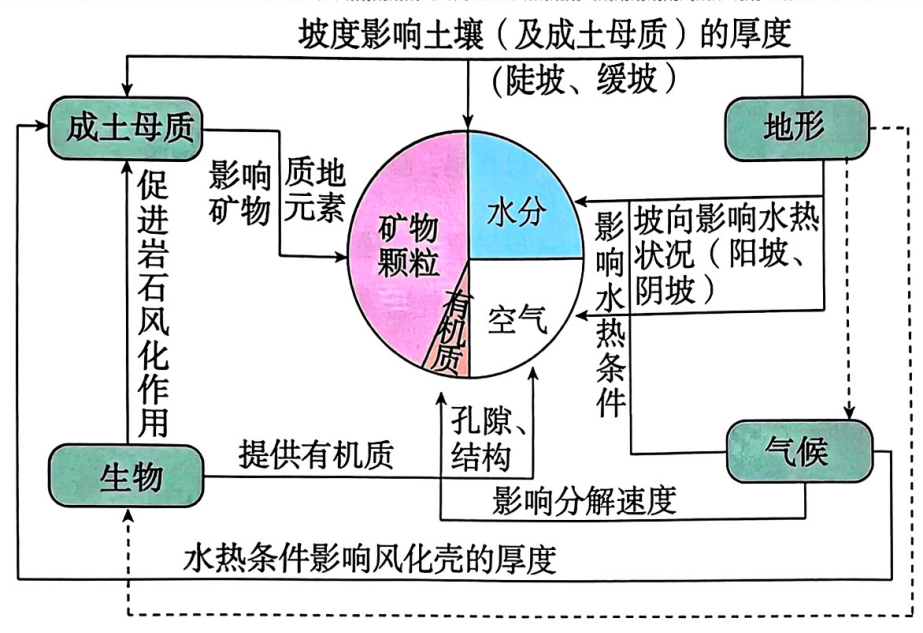 坡度影响土壤（及成土母质）的厚度
（陡坡、缓坡）
成土母质
地形
影响
矿物
质地
元素
矿物
颗粒
水分
有机质
空气
影响水热条件
坡向影响水热
状况（阳坡、
阴坡）
促进岩石风化作用
生物
提供有机质
孔隙、
结构
气候
影响分解速度
水热条件影响风化壳的厚度